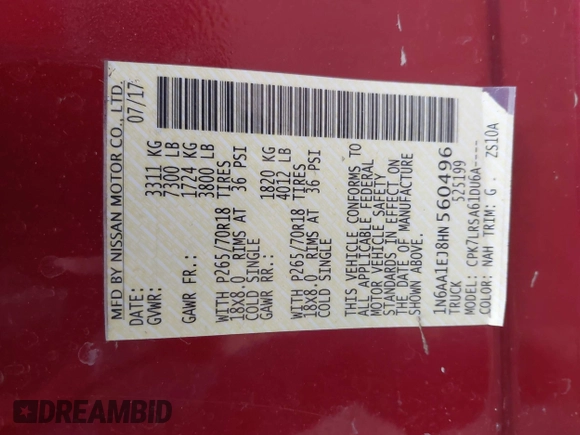 MFD BY NISSAN MOTOR CO., LTD.
DATE: 07/17
GVWR: 3311 KG
7300 LB
GAWR FR.: 1724 KG
3800 LB
WITH P265/70R18 TIRES
18X8.0 RIMS AT 36 PSI
COLD SINGLE
GAWR RR.: 1820 KG
4012 LB
WITH P265/70R18 TIRES
18X8.0 RIMS AT 36 PSI
COLD SINGLE
THIS VEHICLE CONFORMS TO
ALL APPLICABLE FEDERAL
MOTOR VEHICLE SAFETY
STANDARDS IN EFFECT ON
THE DATE OF MANUFACTURE
SHOWN ABOVE.
1N6AA1EJ8HN560496
TRUCK 525199
MODEL: CPK7LRSA61DU6A----
COLOR: NAH TRIM: G . ZS10A
DREAMBID